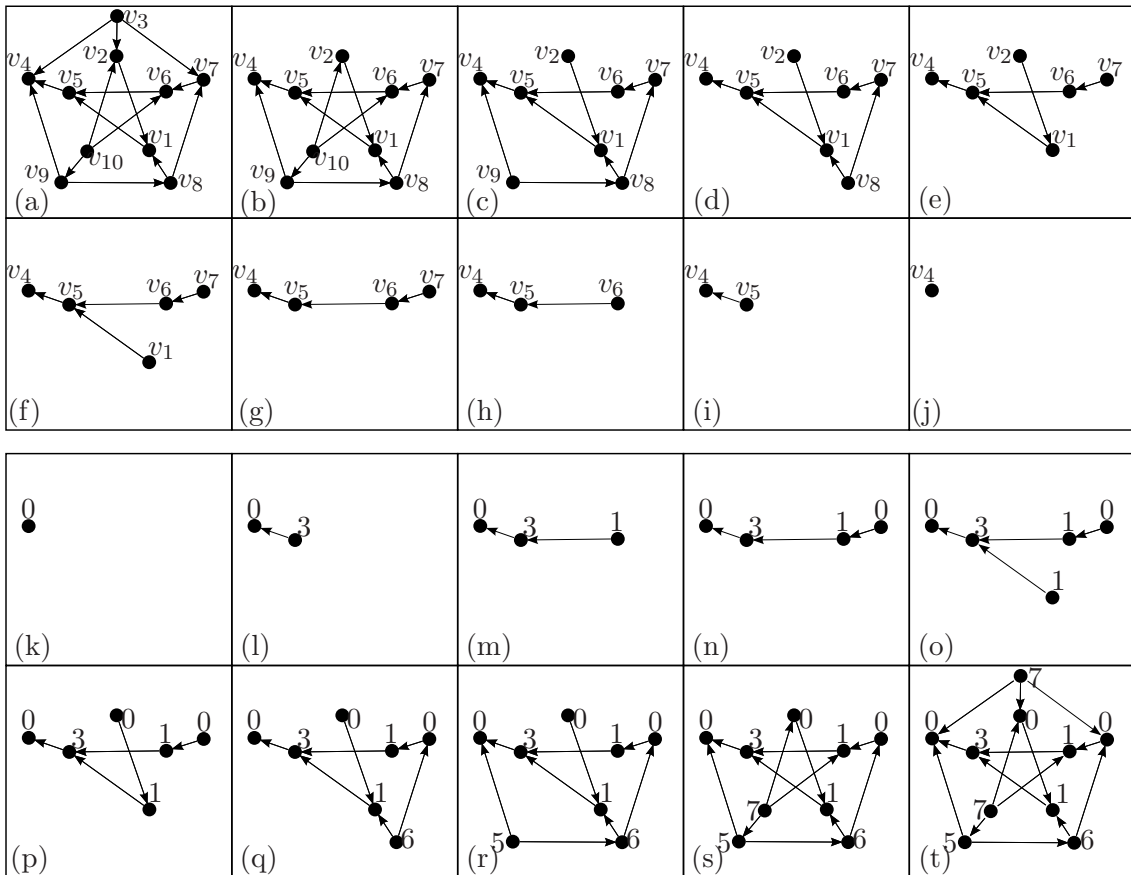 v3
v4 v2 v7
v5 v6
v1
v10
v9 v8
(a)
v2
v4 v7
v5 v6
v1
v10
v9 v8
(b)
v2
v4 v7
v5 v6
v1
v9 v8
(c)
v2
v4 v7
v5 v6
v1
v8
(d)
v2
v4 v7
v5 v6
v1
(e)
v4 v7
v5 v6
v1
(f)
v4 v7
v5 v6
(g)
v4 v6
v5
(h)
v4
v5
(i)
v4
(j)
0
(k)
0
3
(l)
0 1
3
(m)
0 0
3 1
(n)
0 0
3 1
1
(o)
0
0 0
3 1
1
(p)
0
0 0
3 1
1
6
(q)
0
0 0
3 1
1
5 6
(r)
0
0 0
3 1
7 1
5 6
(s)
7
0 0 0
3 1
7 1
5 6
(t)